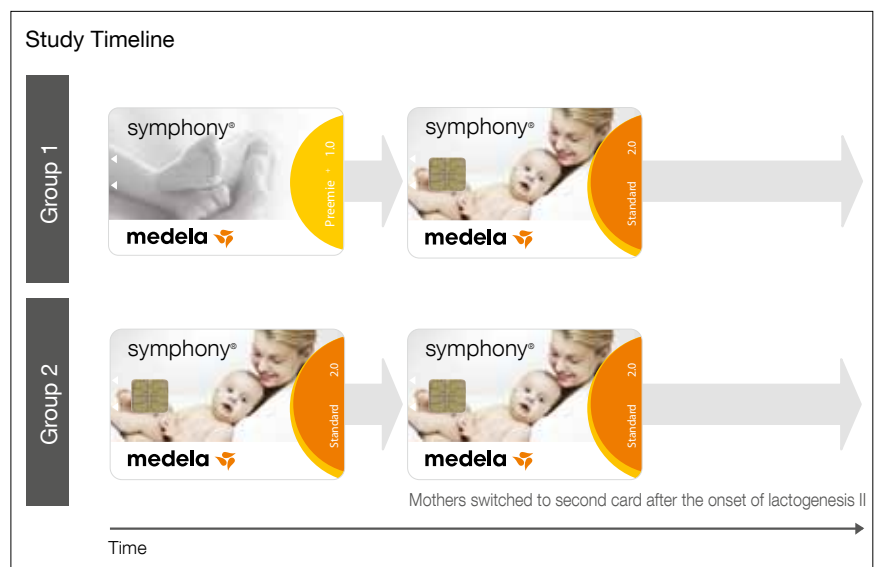 Study Timeline
Group 1
symphony®
Preemie + 1.0
medela
symphony®
Standard 2.0
medela
Group 2
symphony®
Standard 2.0
medela
symphony®
Standard 2.0
medela
Mothers switched to second card after the onset of lactogenesis II
Time